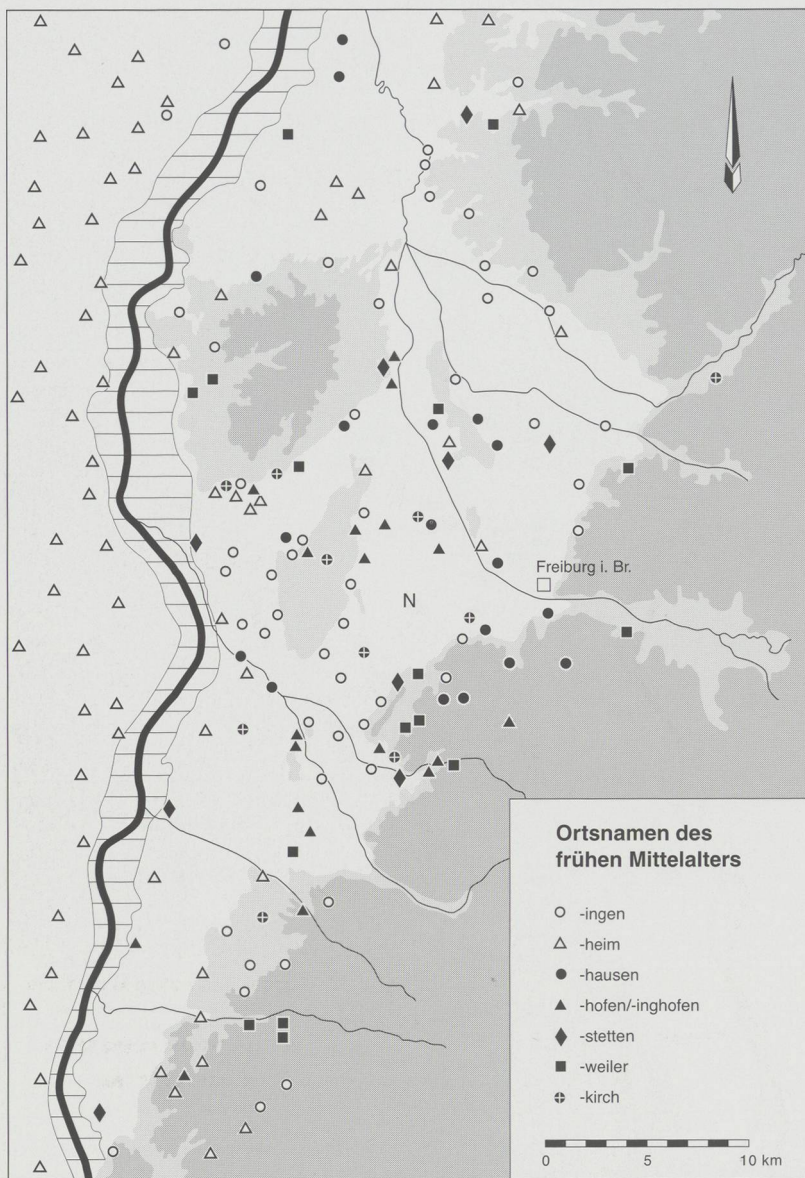 Freiburg i. Br.
N
Ortsnamen des
frühen Mittelalters
-ingen
-heim
-hausen
-hofen/-inghofen
-stetten
-weiler
-kirch
0 5 10 km